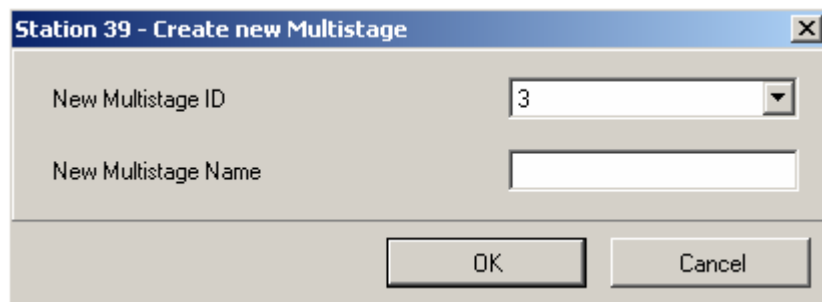 Station 39 - Create new Multistage
New Multistage ID 3
New Multistage Name
OK Cancel